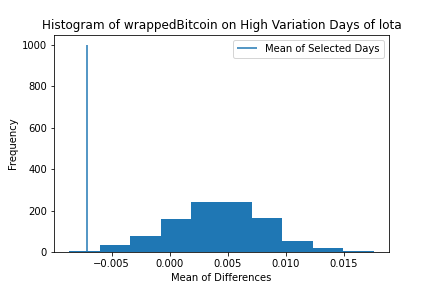 Histogram of wrappedBitcoin on High Variation Days of Iota
Mean of Selected Days
Frequency
1000
800
600
400
200
0
−0.005 0.000 0.005 0.010 0.015
Mean of Differences